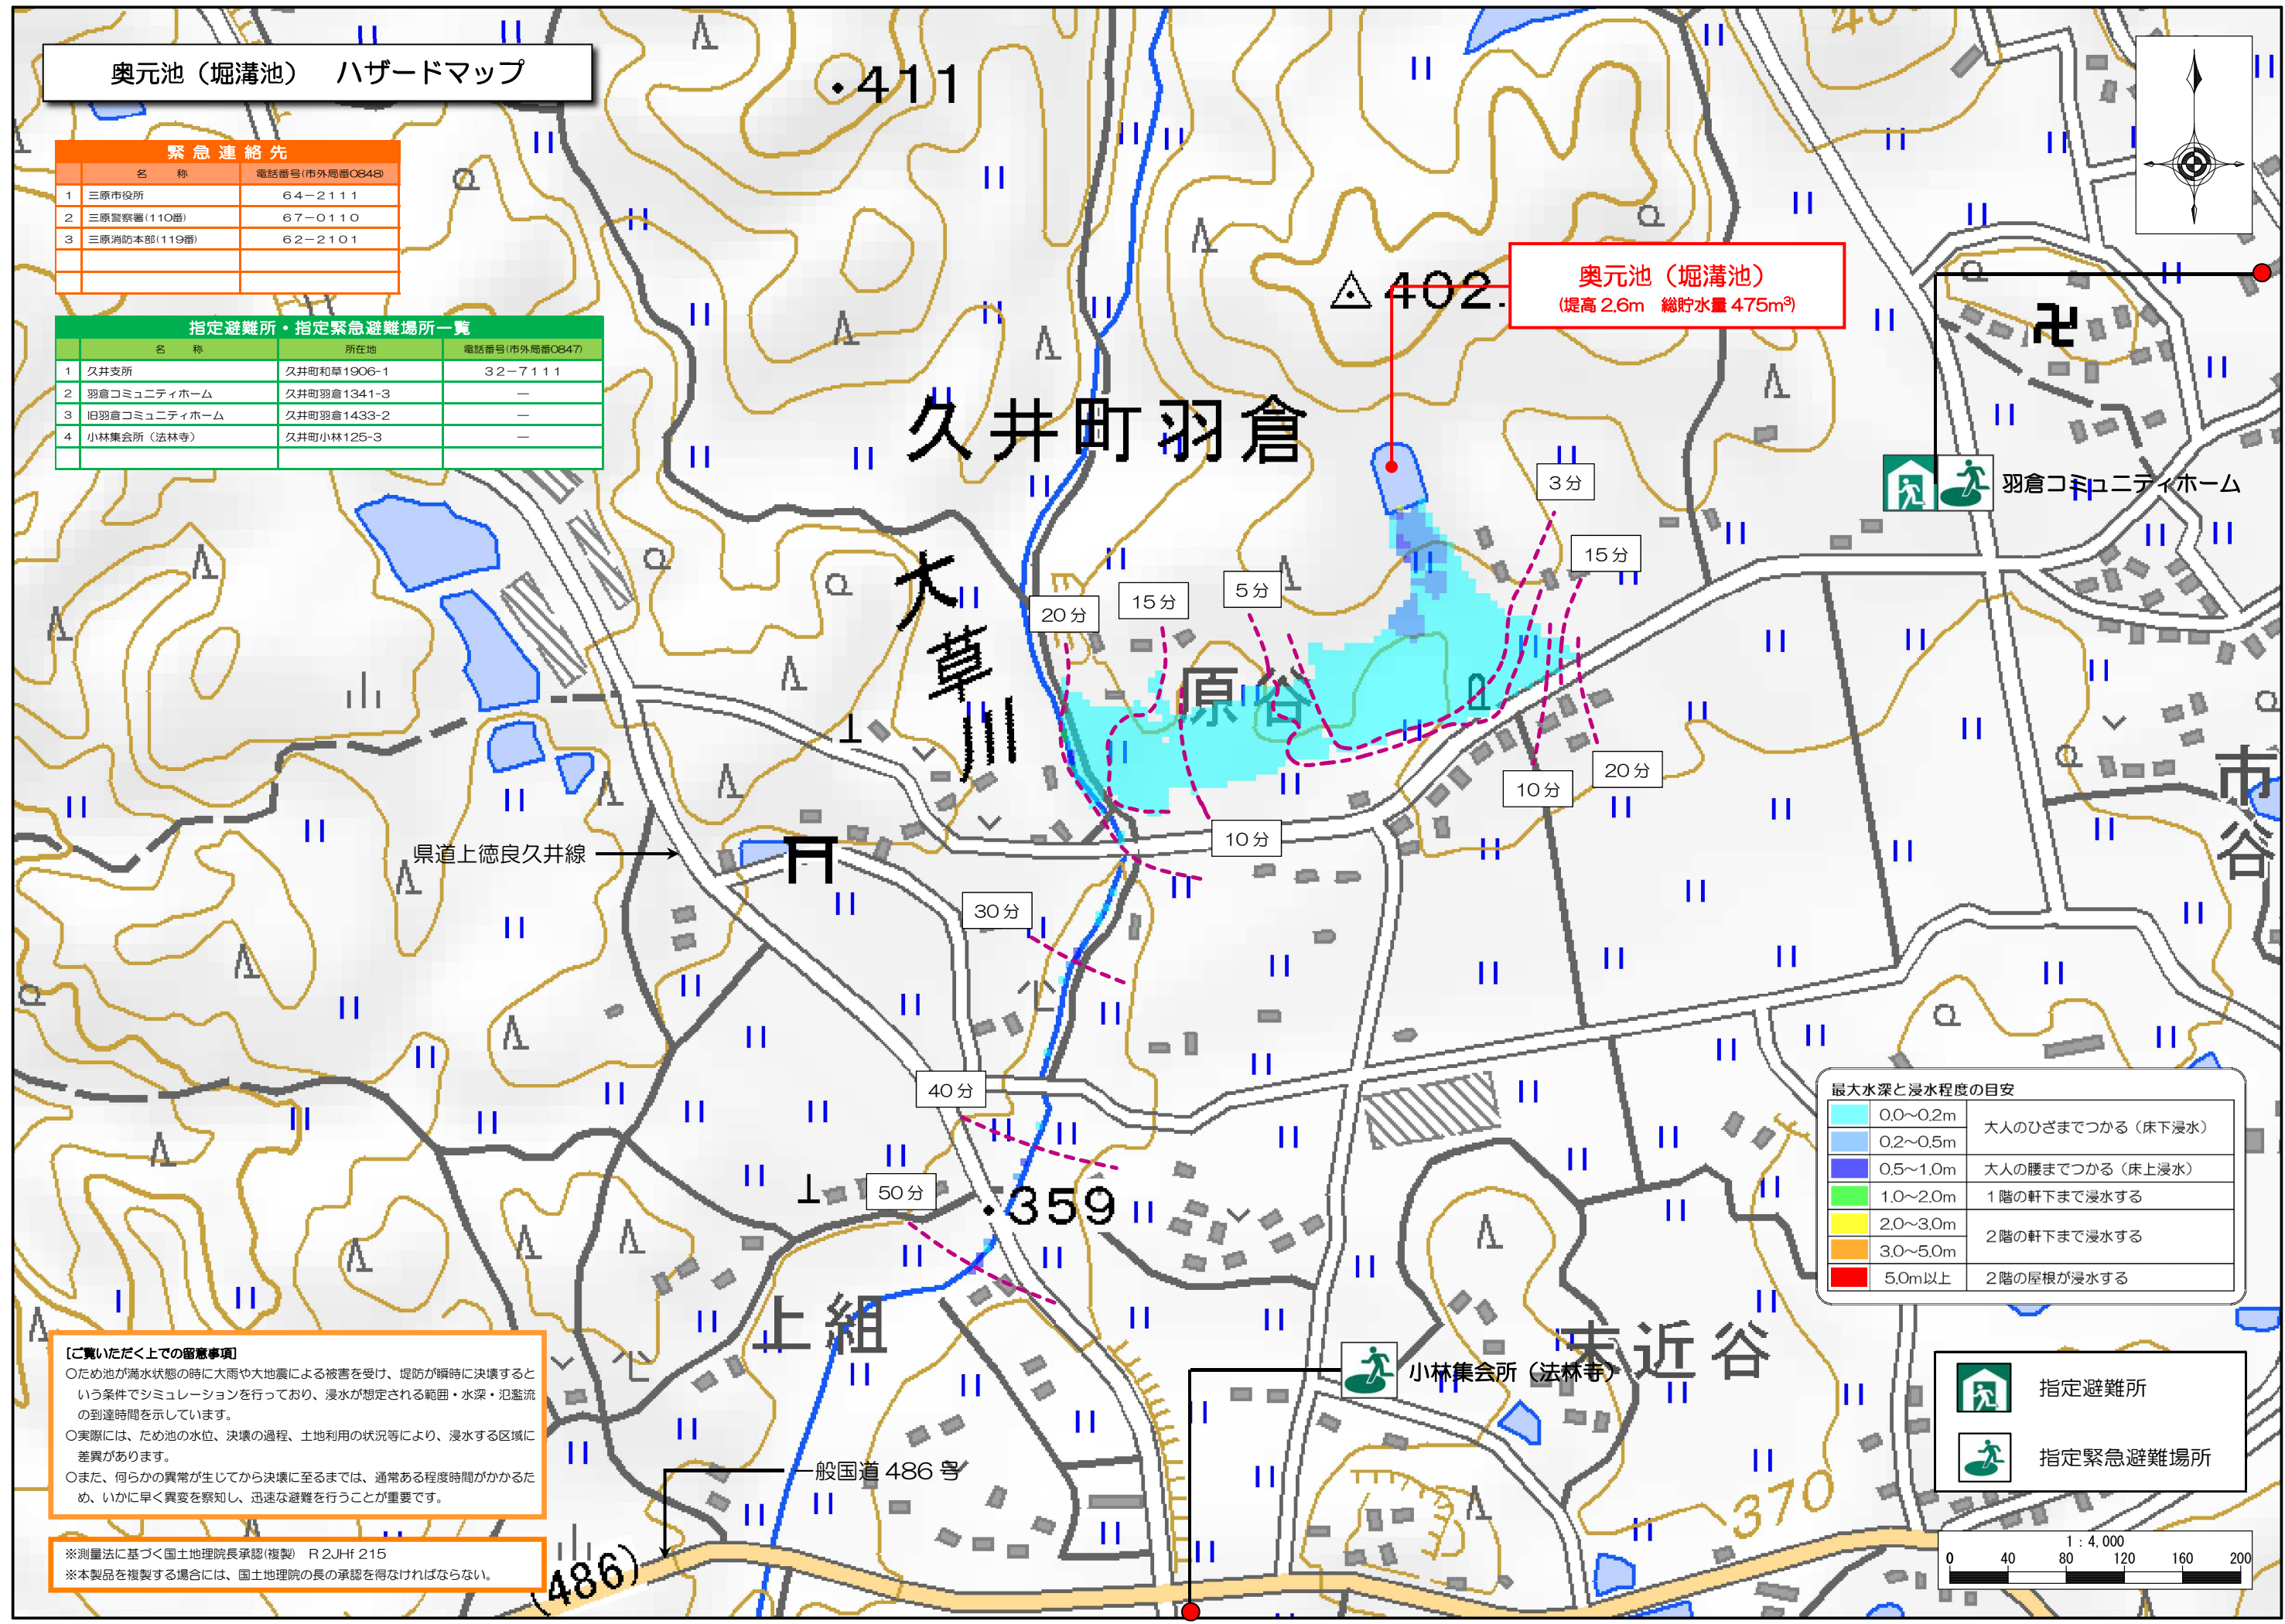 奥元池（堀溝池）　ハザードマップ
緊急連絡先
名　称　電話番号(市外局番0848)
1　三原市役所　64－2111
2　三原警察署(110番)　67－0110
3　三原消防本部(119番)　62－2101
指定避難所・指定緊急避難場所一覧
名　称　所在地　電話番号(市外局番0847)
1　久井支所　久井町和草1906-1　32－7111
2　羽倉コミュニティホーム　久井町羽倉1341-3　―
3　旧羽倉コミュニティホーム　久井町羽倉1433-2　―
4　小林集会所（法林寺）　久井町小林125-3　―
411
402.
奥元池（堀溝池）
(堤高 2.6m　総貯水量 475m³)
久井町羽倉
羽倉コミュニティホーム
3分
15分
5分
15分
20分
大草川
原谷
20分
10分
10分
市谷
県道上徳良久井線
30分
40分
50分
359
上組
末近谷
小林集会所（法林寺）
一般国道 486 号
(486)
370
最大水深と浸水程度の目安
0.0～0.2m　大人のひざまでつかる（床下浸水）
0.2～0.5m
0.5～1.0m　大人の腰までつかる（床上浸水）
1.0～2.0m　1階の軒下まで浸水する
2.0～3.0m　2階の軒下まで浸水する
3.0～5.0m
5.0m以上　2階の屋根が浸水する
指定避難所
指定緊急避難場所
1：4,000
0　40　80　120　160　200
[ご覧いただく上での留意事項]
○ため池が満水状態の時に大雨や大地震による被害を受け、堤防が瞬時に決壊すると
いう条件でシミュレーションを行っており、浸水が想定される範囲・水深・氾濫流
の到達時間を示しています。
○実際には、ため池の水位、決壊の過程、土地利用の状況等により、浸水する区域に
差異があります。
○また、何らかの異常が生じてから決壊に至るまでは、通常ある程度時間がかかるた
め、いかに早く異変を察知し、迅速な避難を行うことが重要です。
※測量法に基づく国土地理院長承認(複製)　R 2JHf 215
※本製品を複製する場合には、国土地理院の長の承認を得なければならない。